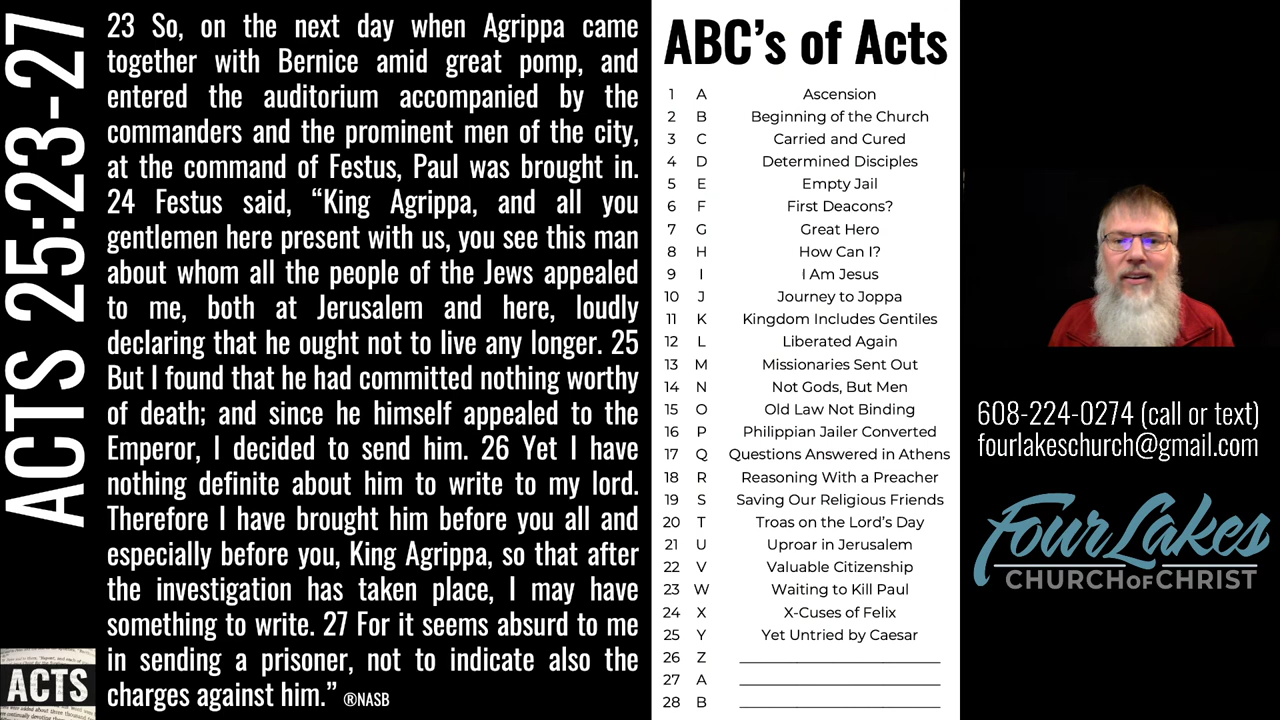 ACTS 25:23-27
23 So, on the next day when Agrippa came
together with Bernice amid great pomp, and
entered the auditorium accompanied by the
commanders and the prominent men of the city,
at the command of Festus, Paul was brought in.
24 Festus said, “King Agrippa, and all you
gentlemen here present with us, you see this man
about whom all the people of the Jews appealed
to me, both at Jerusalem and here, loudly
declaring that he ought not to live any longer. 25
But I found that he had committed nothing worthy
of death; and since he himself appealed to the
Emperor, I decided to send him. 26 Yet I have
nothing definite about him to write to my lord.
Therefore I have brought him before you all and
especially before you, King Agrippa, so that after
the investigation has taken place, I may have
something to write. 27 For it seems absurd to me
in sending a prisoner, not to indicate also the
charges against him.” ®NASB
ACTS
ABC’s of Acts
1 A Ascension
2 B Beginning of the Church
3 C Carried and Cured
4 D Determined Disciples
5 E Empty Jail
6 F First Deacons?
7 G Great Hero
8 H How Can I?
9 I I Am Jesus
10 J Journey to Joppa
11 K Kingdom Includes Gentiles
12 L Liberated Again
13 M Missionaries Sent Out
14 N Not Gods, But Men
15 O Old Law Not Binding
16 P Philippian Jailer Converted
17 Q Questions Answered in Athens
18 R Reasoning With a Preacher
19 S Saving Our Religious Friends
20 T Troas on the Lord’s Day
21 U Uproar in Jerusalem
22 V Valuable Citizenship
23 W Waiting to Kill Paul
24 X X-Cuses of Felix
25 Y Yet Untried by Caesar
26 Z
27 A
28 B
608-224-0274 (call or text)
fourlakeschurch@gmail.com
Four Lakes
CHURCH OF CHRIST